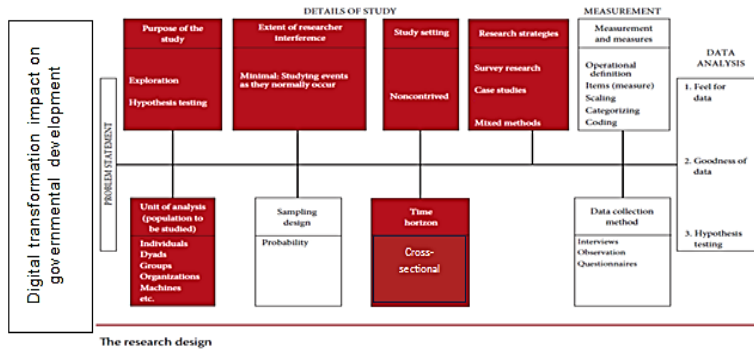 Digital transformation impact on
governmental development
PROBLEM STATEMENT
DETAILS OF STUDY
MEASUREMENT
Purpose of the
study
Exploration
Hypothesis testing
Extent of researcher
interference
Minimal: Studying events
as they normally occur
Study setting
Noncontrived
Research strategies
Survey research
Case studies
Mixed methods
Measurement
and measures
Operational
definition
Items (measure)
Scaling
Categorizing
Coding
DATA
ANALYSIS
1. Feel for
data
2. Goodness of
data
3. Hypothesis
testing
Unit of analysis
(population to
be studied)
Individuals
Dyads
Groups
Organizations
Machines
etc.
Sampling
design
Probability
Time
horizon
Cross-
sectional
Data collection
method
Interviews
Observation
Questionnaires
The research design